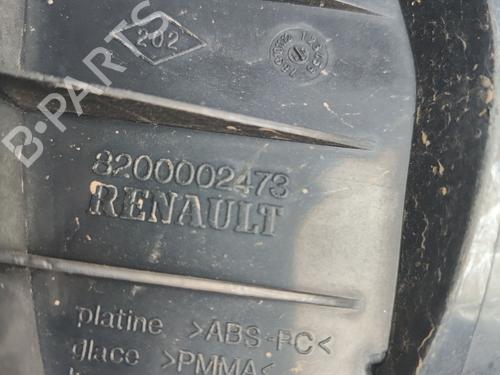 202
B-PARTS
8200002473
RENAULT
platine >ABS-PC<
glace >PMMA<